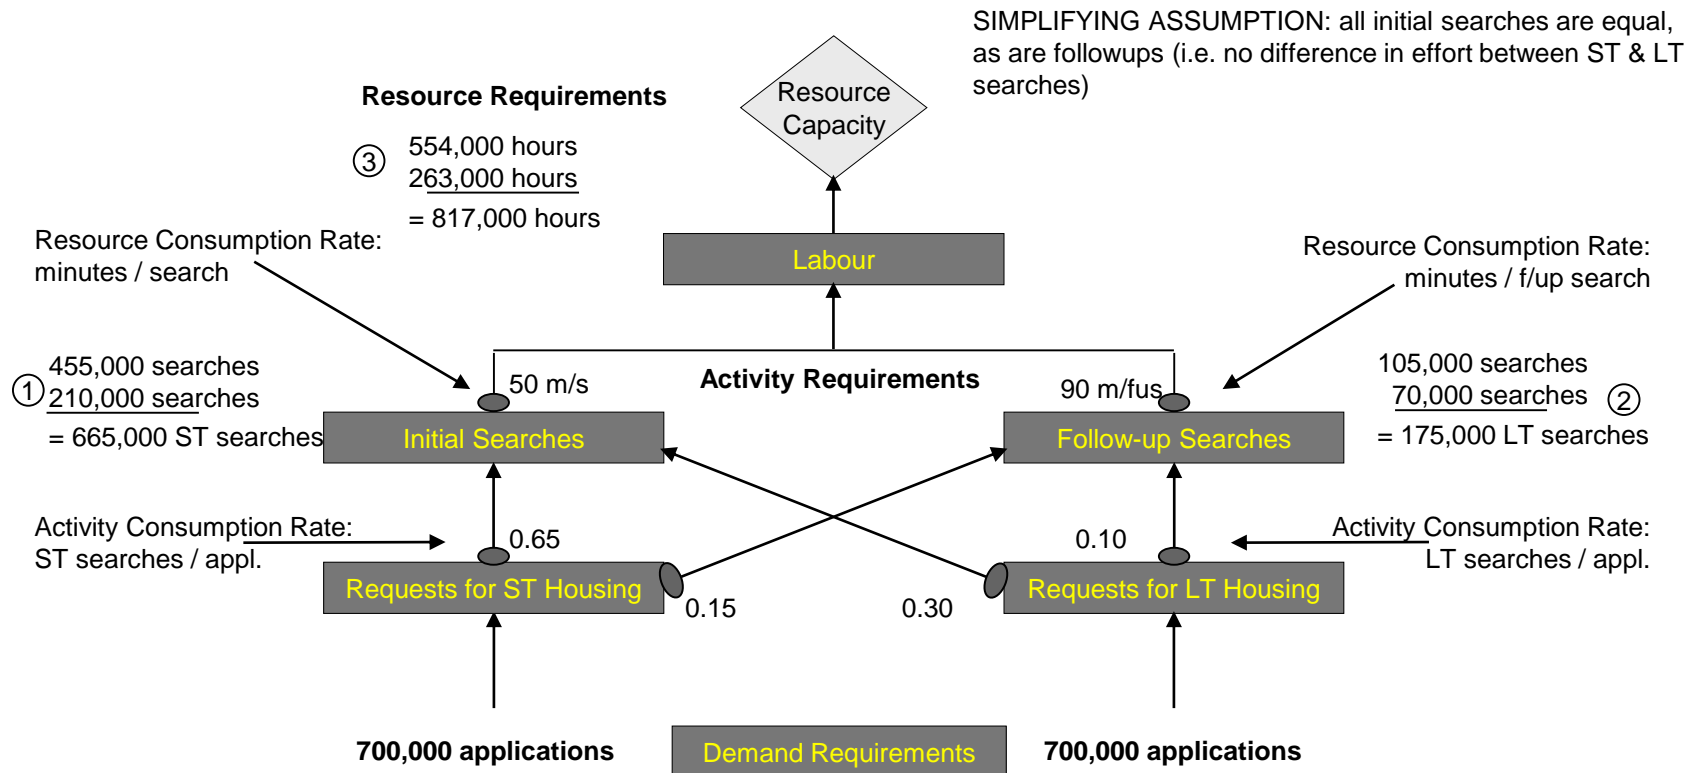 SIMPLIFYING ASSUMPTION: all initial searches are equal,
as are followups (i.e. no difference in effort between ST & LT
searches)
Resource
Capacity
Resource Requirements
3
554,000 hours
263,000 hours
= 817,000 hours
Resource Consumption Rate:
minutes / search
Labour
Resource Consumption Rate:
minutes / f/up search
1
455,000 searches
210,000 searches
= 665,000 ST searches
50 m/s
Activity Requirements
90 m/fus
105,000 searches
70,000 searches
2
= 175,000 LT searches
Initial Searches
Follow-up Searches
Activity Consumption Rate:
ST searches / appl.
0.65
0.10
Activity Consumption Rate:
LT searches / appl.
Requests for ST Housing
0.15
0.30
Requests for LT Housing
700,000 applications
Demand Requirements
700,000 applications